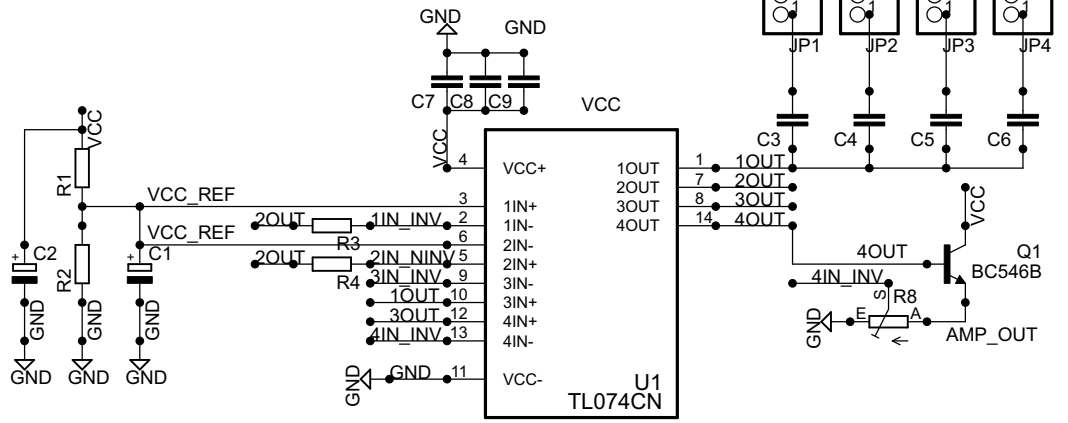 GND
GND
JP1 JP2 JP3 JP4
1 1 1 1
C7 C8 C9
VCC
C3 C4 C5 C6
VCC
VCC
R1
4 VCC+
1OUT 1 1OUT
2OUT 7 2OUT
3OUT 8 3OUT
4OUT 14 4OUT
VCC_REF 3 1IN+
2OUT R3 1IN_INV 2 1IN-
VCC_REF 6 2IN-
2OUT R4 2IN_NINV 5 2IN+
3IN_INV 9 3IN-
1OUT 10 3IN+
3OUT 12 4IN+
4IN_INV 13 4IN-
GND GND 11 VCC-
U1
TL074CN
+ C2
R2
+ C1
GND GND GND
GND GND GND
VCC
4OUT
Q1
BC546B
4IN_INV
S R8
GND E A
AMP_OUT